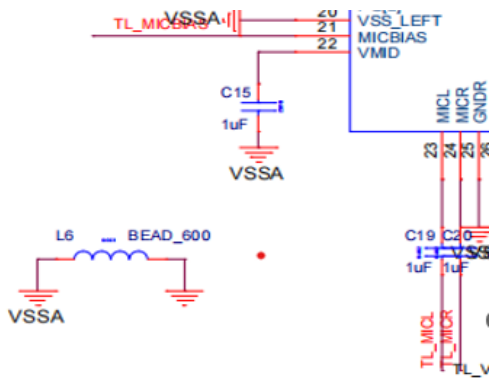 20
VSSA
VSS_LEFT
TL_MICBIAS
21
MICBIAS
22
VMID
C15
1uF
VSSA
MICL
MICR
GNDR
23
24
25
26
L6
BEAD_600
VSSA
C19
C20
1uF
1uF
TL_MICL
TL_MICR